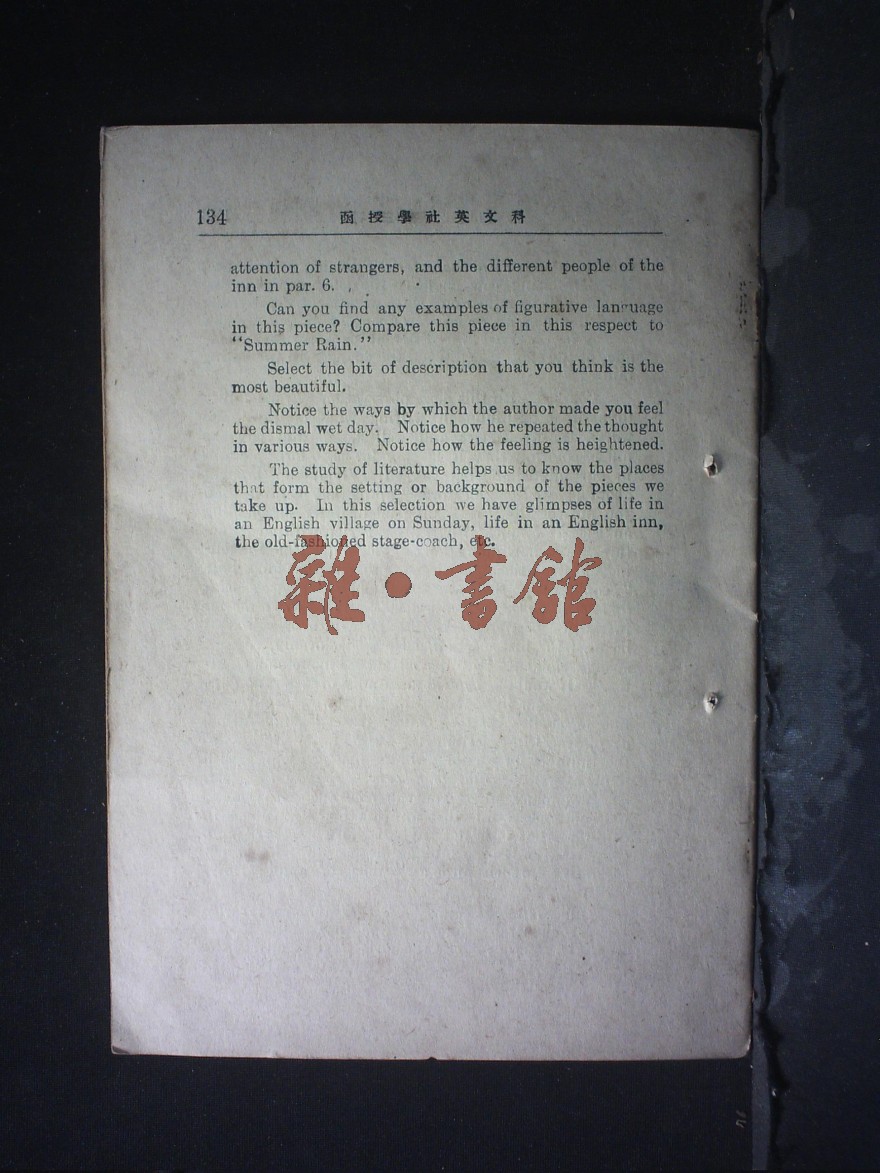 134 函授學社英文科
attention of strangers, and the different people of the
inn in par. 6.
Can you find any examples of figurative language
in this piece? Compare this piece in this respect to
“Summer Rain.”
Select the bit of description that you think is the
most beautiful.
Notice the ways by which the author made you feel
the dismal wet day. Notice how he repeated the thought
in various ways. Notice how the feeling is heightened.
The study of literature helps us to know the places
that form the setting or background of the pieces we
take up. In this selection we have glimpses of life in
an English village on Sunday, life in an English inn,
the old-fashioned stage-coach, etc.
雜·書館